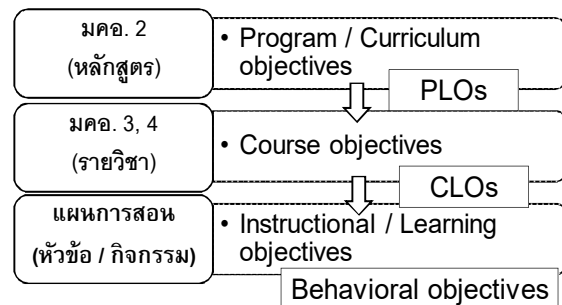 มคอ. 2
(หลักสูตร)
• Program / Curriculum
objectives
PLOs
มคอ. 3, 4
(รายวิชา)
• Course objectives
CLOs
แผนการสอน
(หัวข้อ / กิจกรรม)
• Instructional / Learning
objectives
Behavioral objectives